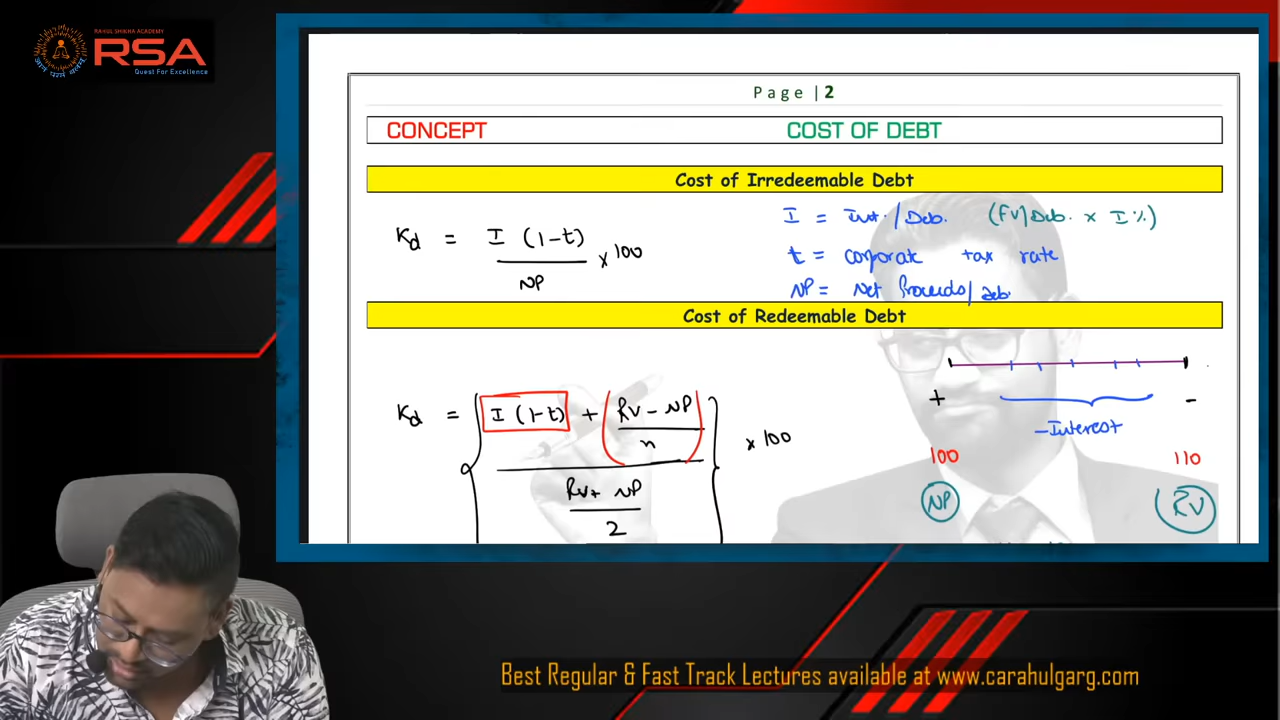 RAHUL SHIKHA ACADEMY
RSA
Quest For Excellence
Page | 2
CONCEPT COST OF DEBT
Cost of Irredeemable Debt
Kd = I (1-t) / NP × 100
I = Int. / Deb. (FV/Deb. × I%)
t = corporate tax rate
NP = Net Proceeds / Deb.
Cost of Redeemable Debt
Kd = { I (1-t) + ( RV - NP / n ) / RV + NP / 2 } × 100
+ -
-Interest
100 110
NP RV
Best Regular & Fast Track Lectures available at www.carahulgarg.com